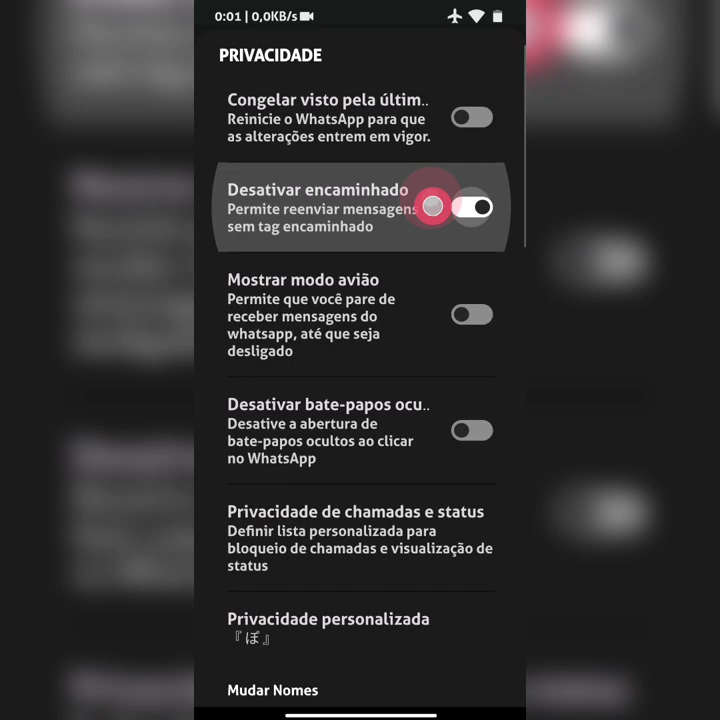 0:01 | 0,0KB/s
PRIVACIDADE
Congelar visto pela últim..
Reinicie o WhatsApp para que
as alterações entrem em vigor.
Desativar encaminhado
Permite reenviar mensagens
sem tag encaminhado
Mostrar modo avião
Permite que você pare de
receber mensagens do
whatsapp, até que seja
desligado
Desativar bate-papos ocu..
Desative a abertura de
bate-papos ocultos ao clicar
no WhatsApp
Privacidade de chamadas e status
Definir lista personalizada para
bloqueio de chamadas e visualização de
status
Privacidade personalizada
『ぽ』
Mudar Nomes